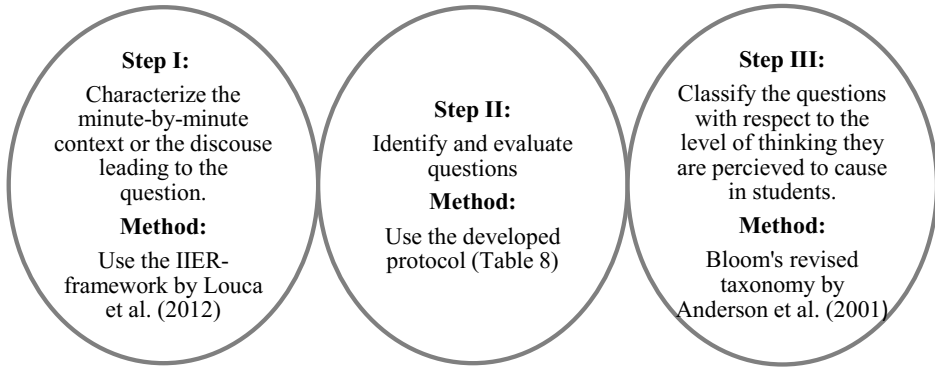 Step I:
Characterize the
minute-by-minute
context or the discouse
leading to the
question.
Method:
Use the IIER-
framework by Louca
et al. (2012)
Step II:
Identify and evaluate
questions
Method:
Use the developed
protocol (Table 8)
Step III:
Classify the questions
with respect to the
level of thinking they
are percieved to cause
in students.
Method:
Bloom's revised
taxonomy by
Anderson et al. (2001)